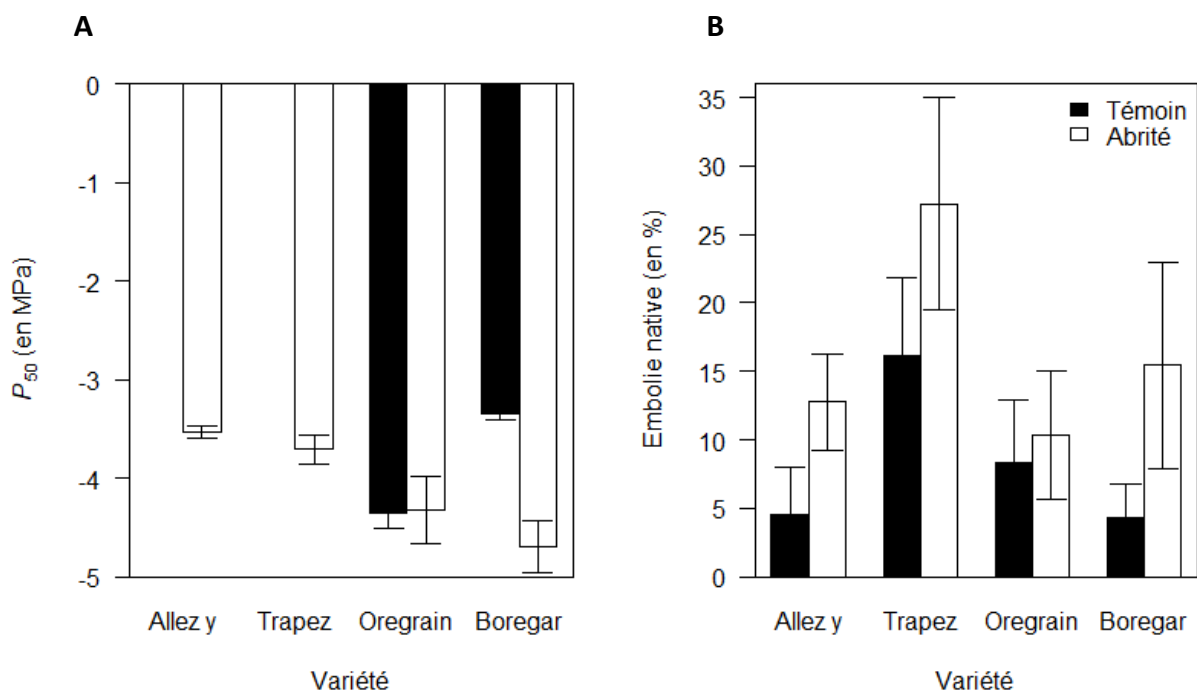 A
0
-1
-2
-3
-4
-5
P50 (en MPa)
Allez y Trapez Oregrain Boregar
Variété
B
35
30
25
20
15
10
5
0
Embolie native (en %)
Témoin
Abrité
Allez y Trapez Oregrain Boregar
Variété